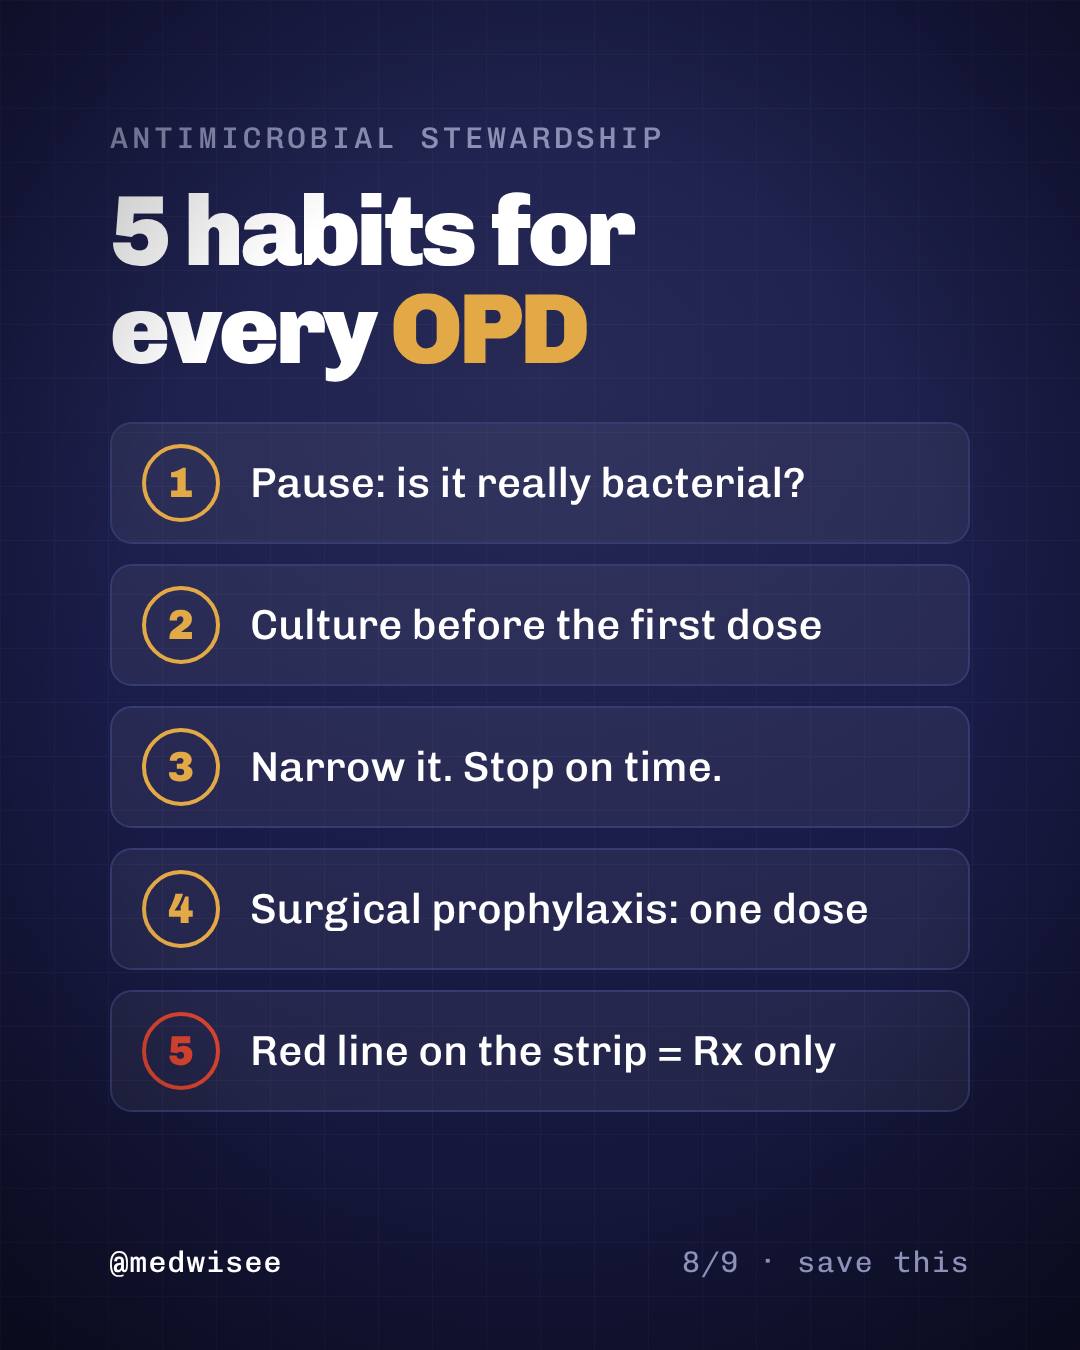 ANTIMICROBIAL STEWARDSHIP
5 habits for
every OPD
1 Pause: is it really bacterial?
2 Culture before the first dose
3 Narrow it. Stop on time.
4 Surgical prophylaxis: one dose
5 Red line on the strip = Rx only
@medwisee 8/9 · save this